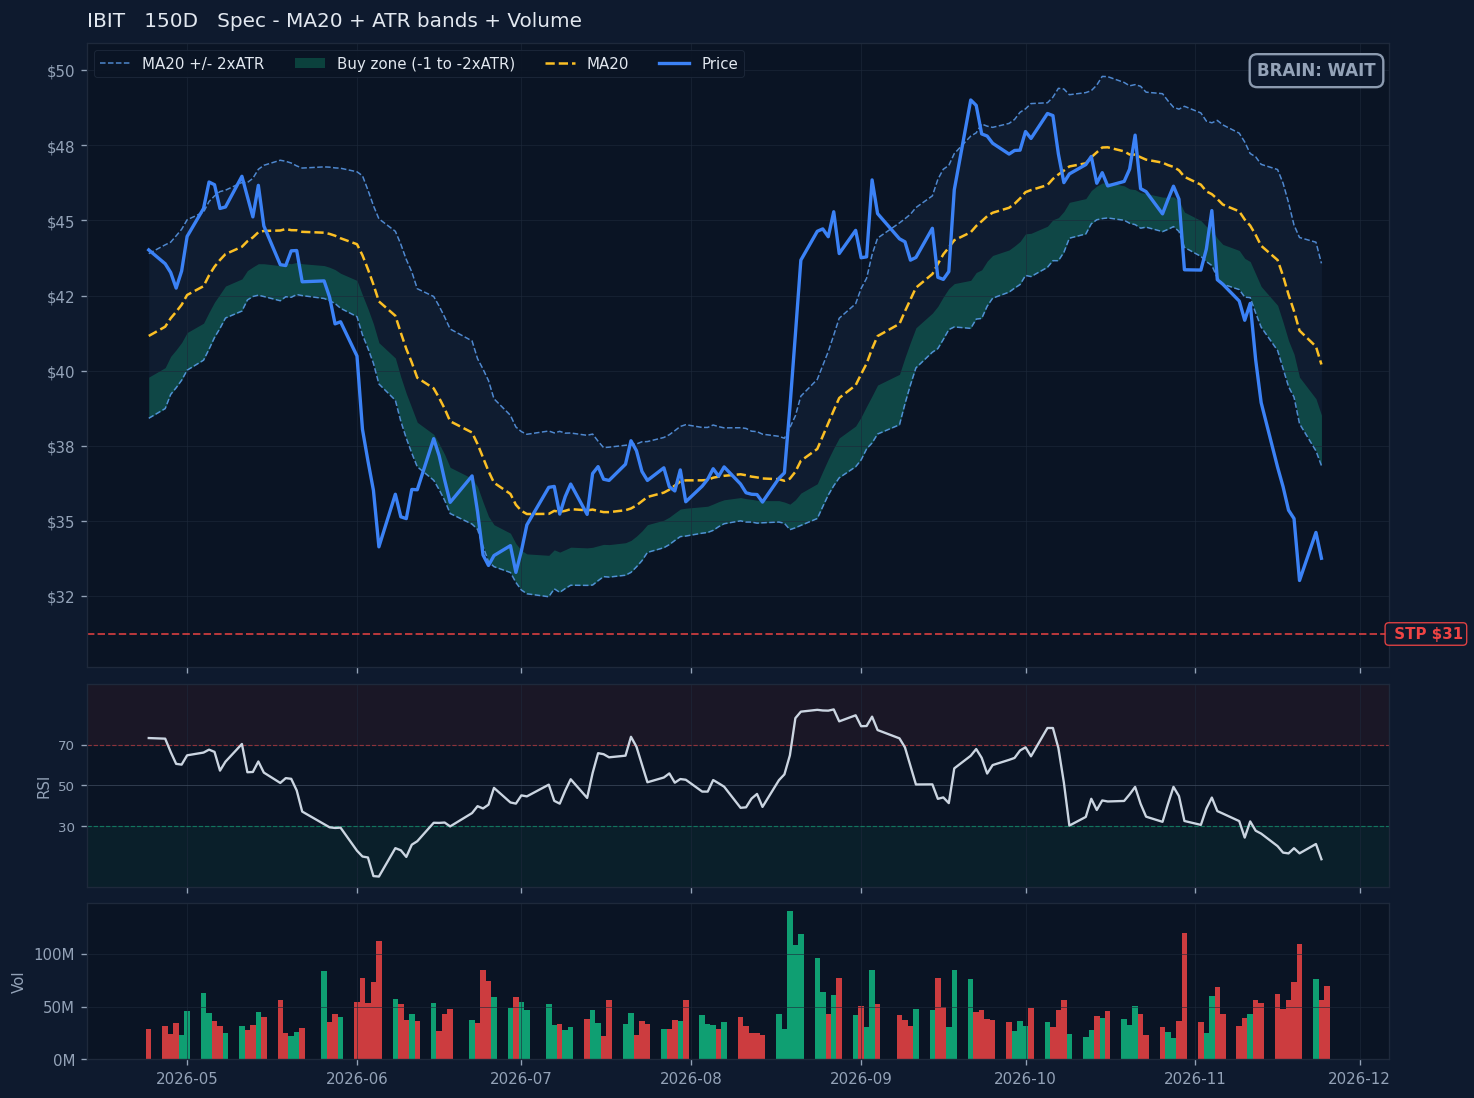 IBIT   150D   Spec - MA20 + ATR bands + Volume
MA20 +/- 2xATR
Buy zone (-1 to -2xATR)
MA20
Price
BRAIN: WAIT
$50
$48
$45
$42
$40
$38
$35
$32
STP $31
70
50
30
RSI
100M
50M
0M
Vol
2026-05
2026-06
2026-07
2026-08
2026-09
2026-10
2026-11
2026-12